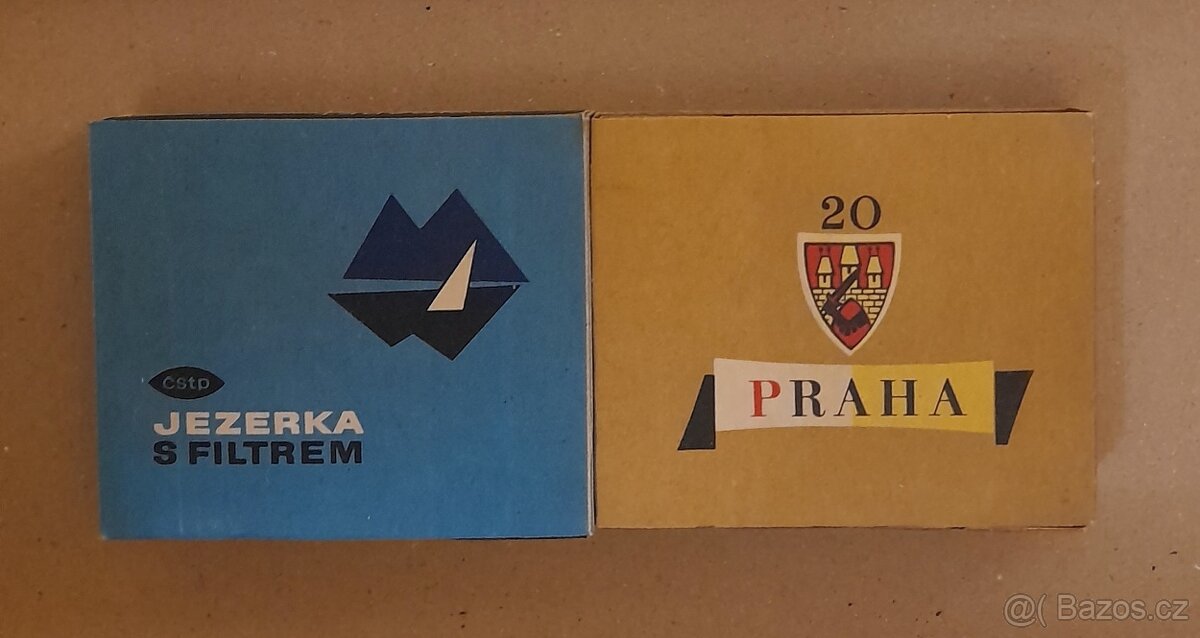 čstp
JEZERKA
S FILTREM
20
PRAHA
@( Bazos.cz